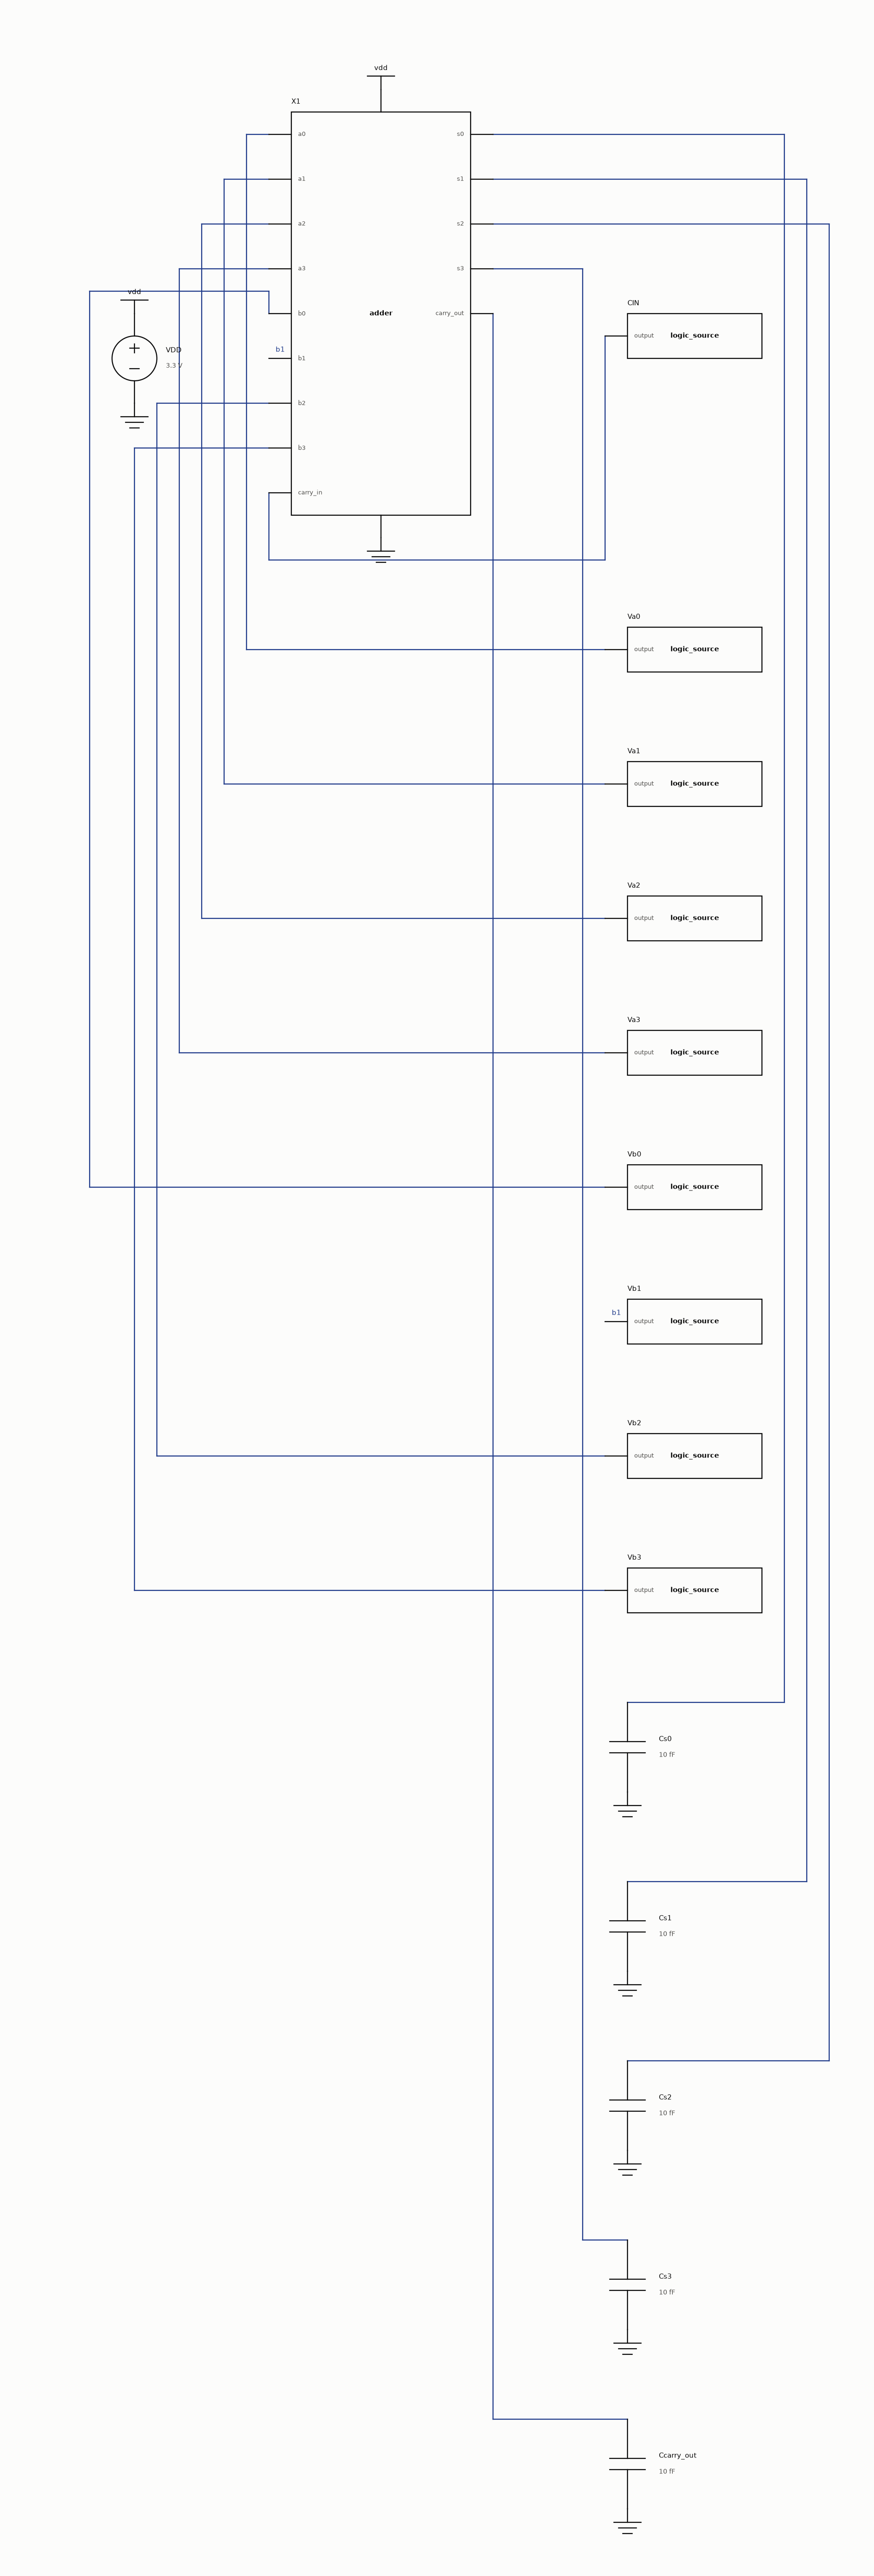 vdd
X1
a0
s0
a1
s1
a2
s2
a3
s3
vdd
CIN
b0
adder
carry_out
output
logic_source
VDD
3.3 V
b1
b1
b2
b3
carry_in
Va0
output
logic_source
Va1
output
logic_source
Va2
output
logic_source
Va3
output
logic_source
Vb0
output
logic_source
Vb1
b1
output
logic_source
Vb2
output
logic_source
Vb3
output
logic_source
Cs0
10 fF
Cs1
10 fF
Cs2
10 fF
Cs3
10 fF
Ccarry_out
10 fF